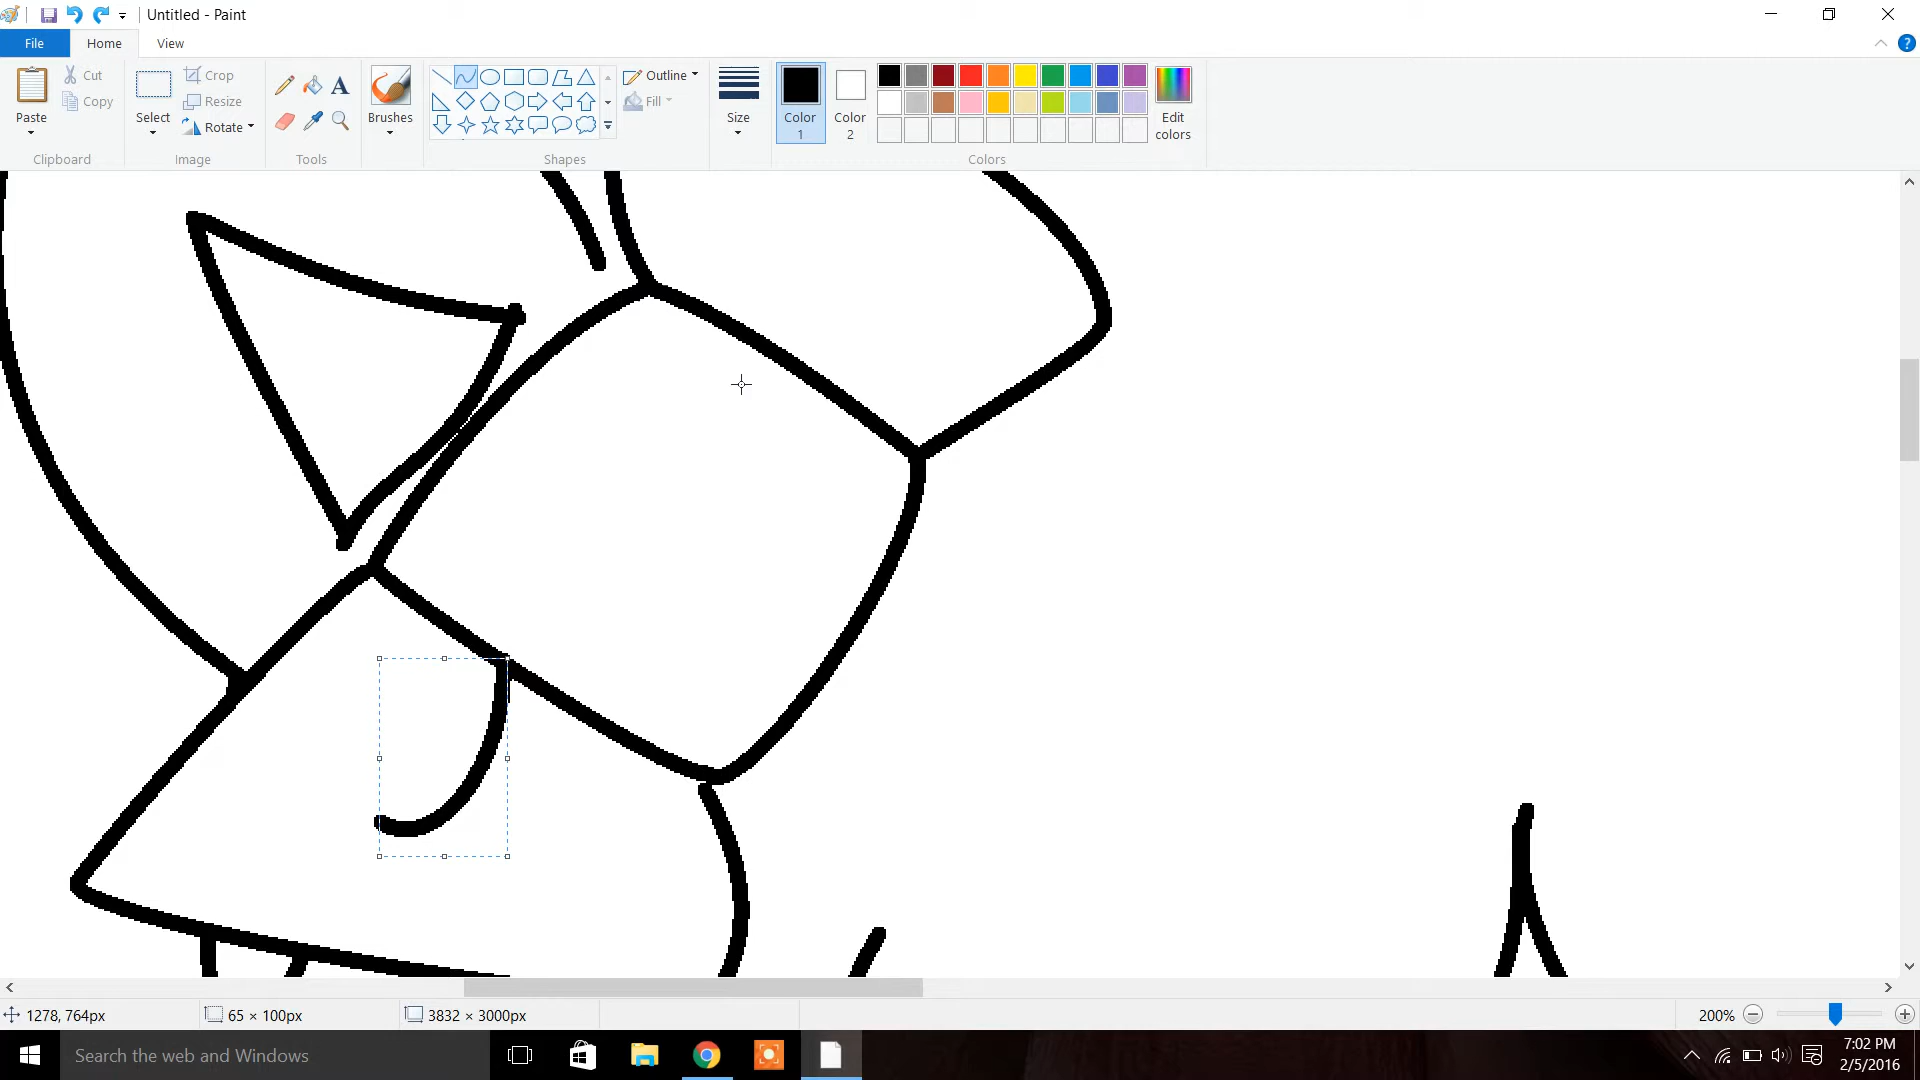 Untitled - Paint
File Home View
Paste Cut Copy Clipboard
Select Crop Resize Rotate Image
A Tools
Brushes
Outline Fill Shapes
Size
Color 1 Color 2 Edit colors Colors
?
1278, 764px 65 × 100px 3832 × 3000px 200%
Search the web and Windows
7:02 PM
2/5/2016